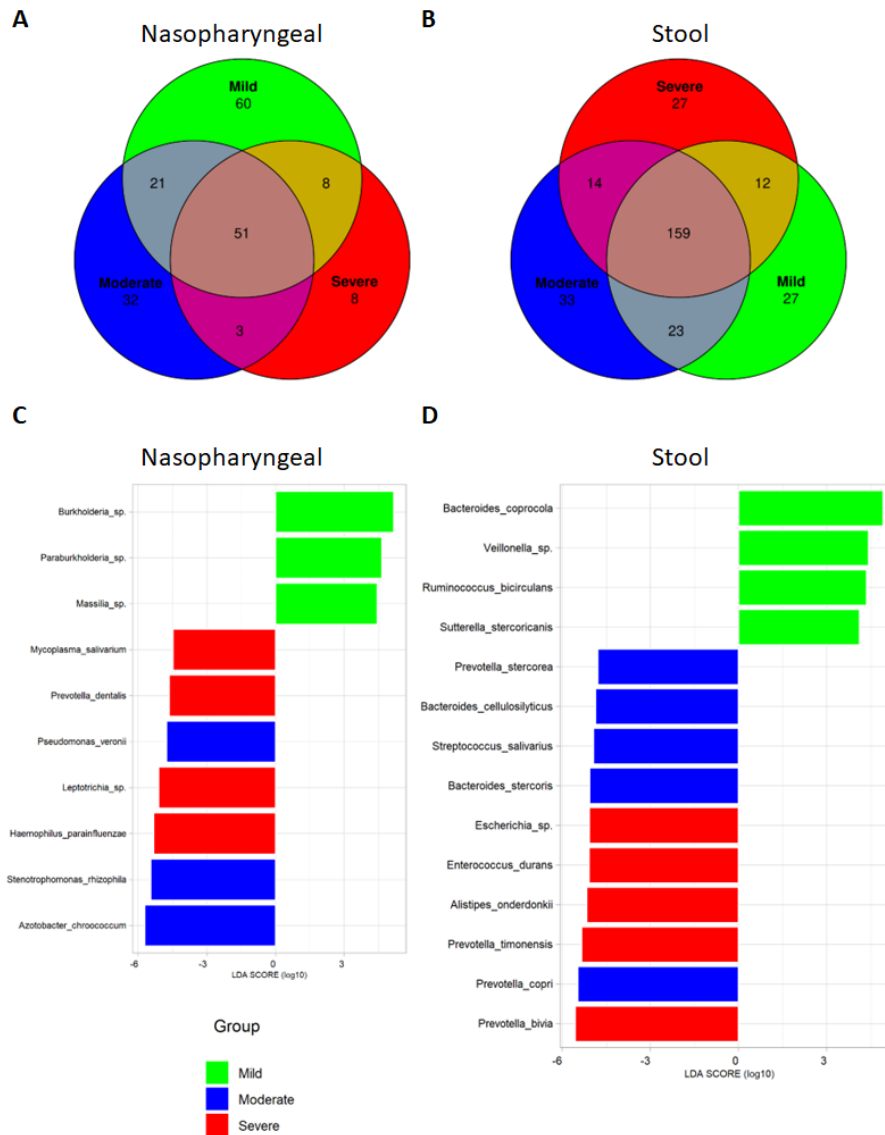 A
Nasopharyngeal
Mild
60
21
8
51
Moderate
32
Severe
8
3
B
Stool
Severe
27
14
12
159
Moderate
33
Mild
27
23
C
Nasopharyngeal
Burkholderia_sp.
Paraburkholderia_sp.
Massilia_sp.
Mycoplasma_salivarium
Prevotella_dentalis
Pseudomonas_veronii
Leptotrichia_sp.
Haemophilus_parainfluenzae
Stenotrophomonas_rhizophila
Azotobacter_chroococcum
-6 -3 0 3
LDA SCORE (log10)
D
Stool
Bacteroides_coprocola
Veillonella_sp.
Ruminococcus_bicirculans
Sutterella_stercoricanis
Prevotella_stercorea
Bacteroides_cellulosilyticus
Streptococcus_salivarius
Bacteroides_stercoris
Escherichia_sp.
Enterococcus_durans
Alistipes_onderdonkii
Prevotella_timonensis
Prevotella_copri
Prevotella_bivia
-6 -3 0 3
LDA SCORE (log10)
Group
Mild
Moderate
Severe